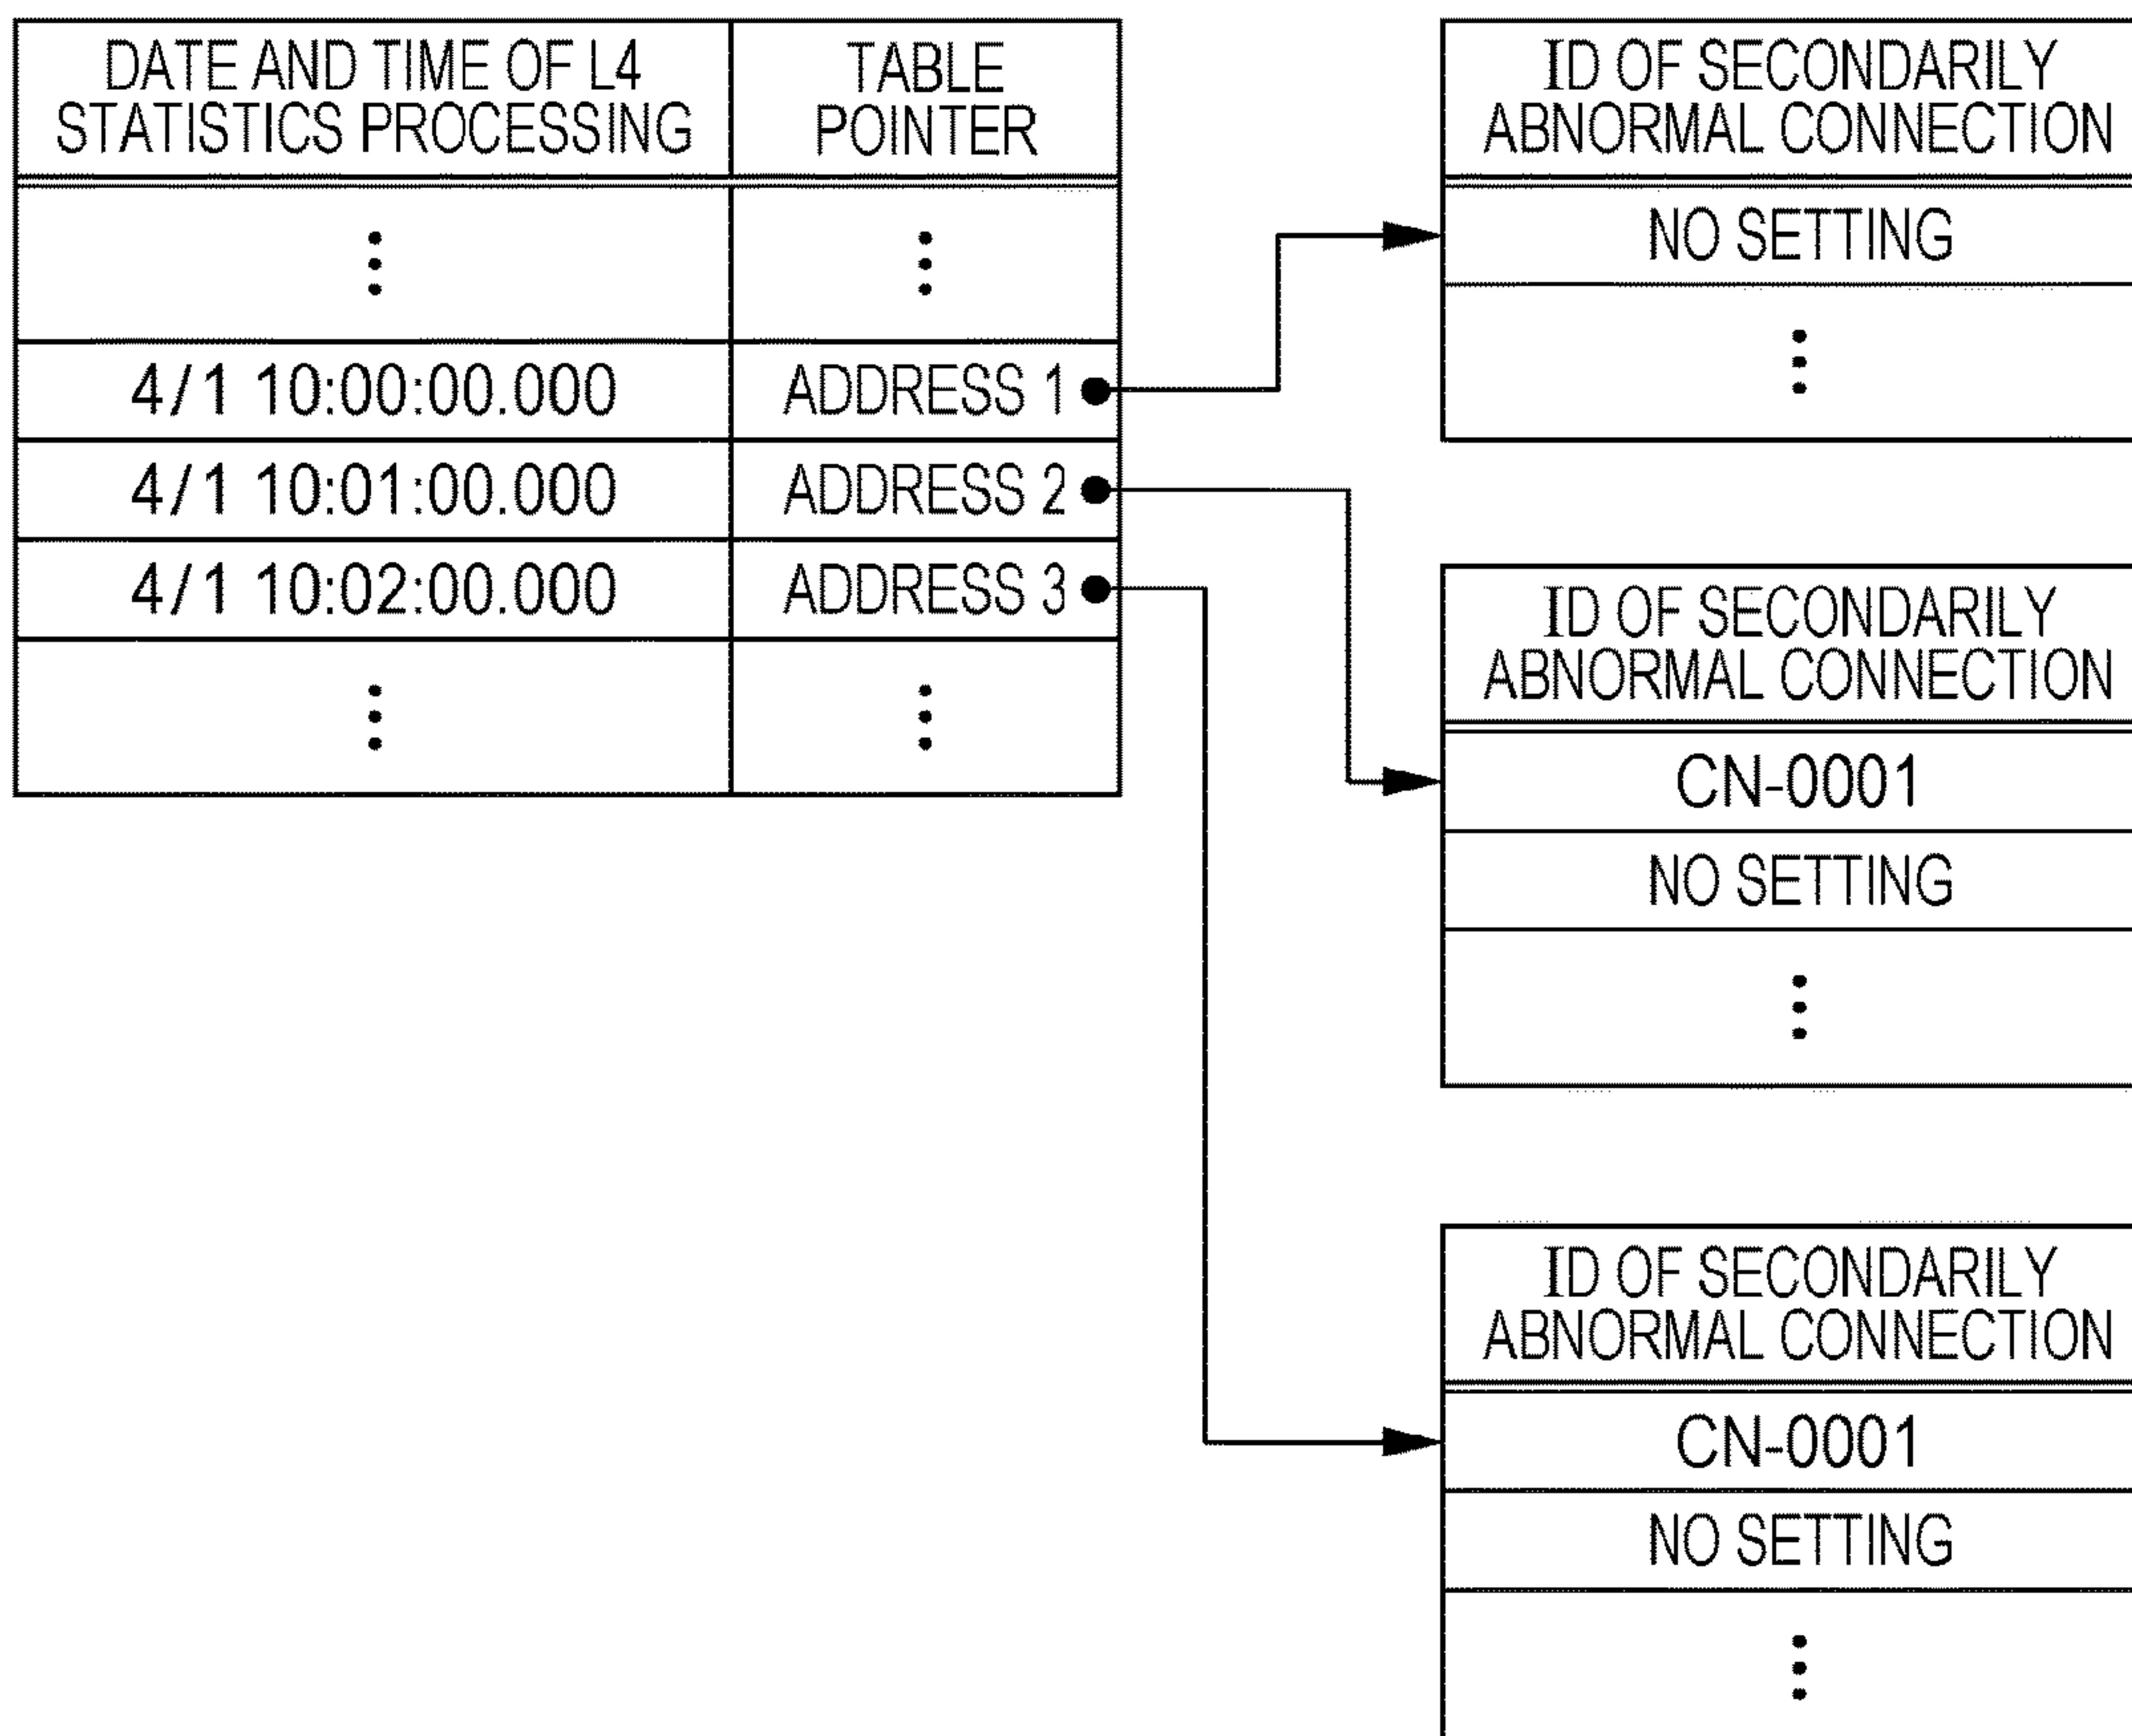 DATE AND TIME OF L4
STATISTICS PROCESSING
TABLE
POINTER
4/1 10:00:00.000
ADDRESS 1
4/1 10:01:00.000
ADDRESS 2
4/1 10:02:00.000
ADDRESS 3
ID OF SECONDARILY
ABNORMAL CONNECTION
NO SETTING
ID OF SECONDARILY
ABNORMAL CONNECTION
CN-0001
NO SETTING
ID OF SECONDARILY
ABNORMAL CONNECTION
CN-0001
NO SETTING